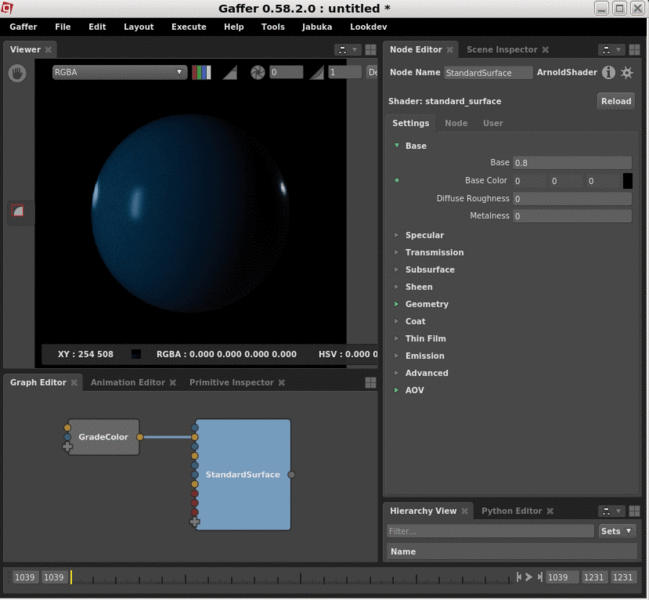 Gaffer 0.58.2.0 : untitled *
Gaffer File Edit Layout Execute Help Tools Jabuka Lookdev
Viewer
RGBA 0 1 De
XY : 254 508 RGBA : 0.000 0.000 0.000 0.000 HSV : 0.000 0
Graph Editor Animation Editor Primitive Inspector
GradeColor
StandardSurface
Node Editor Scene Inspector
Node Name StandardSurface ArnoldShader
Shader: standard_surface Reload
Settings Node User
Base
Base 0.8
Base Color 0 0 0
Diffuse Roughness 0
Metalness 0
Specular
Transmission
Subsurface
Sheen
Geometry
Coat
Thin Film
Emission
Advanced
AOV
Hierarchy View Python Editor
Filter... Sets
Name
1039 1039 1039 1231 1231